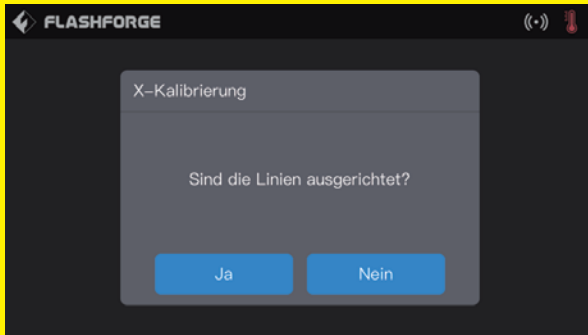 FLASHFORGE
X-Kalibrierung
Sind die Linien ausgerichtet?
Ja
Nein